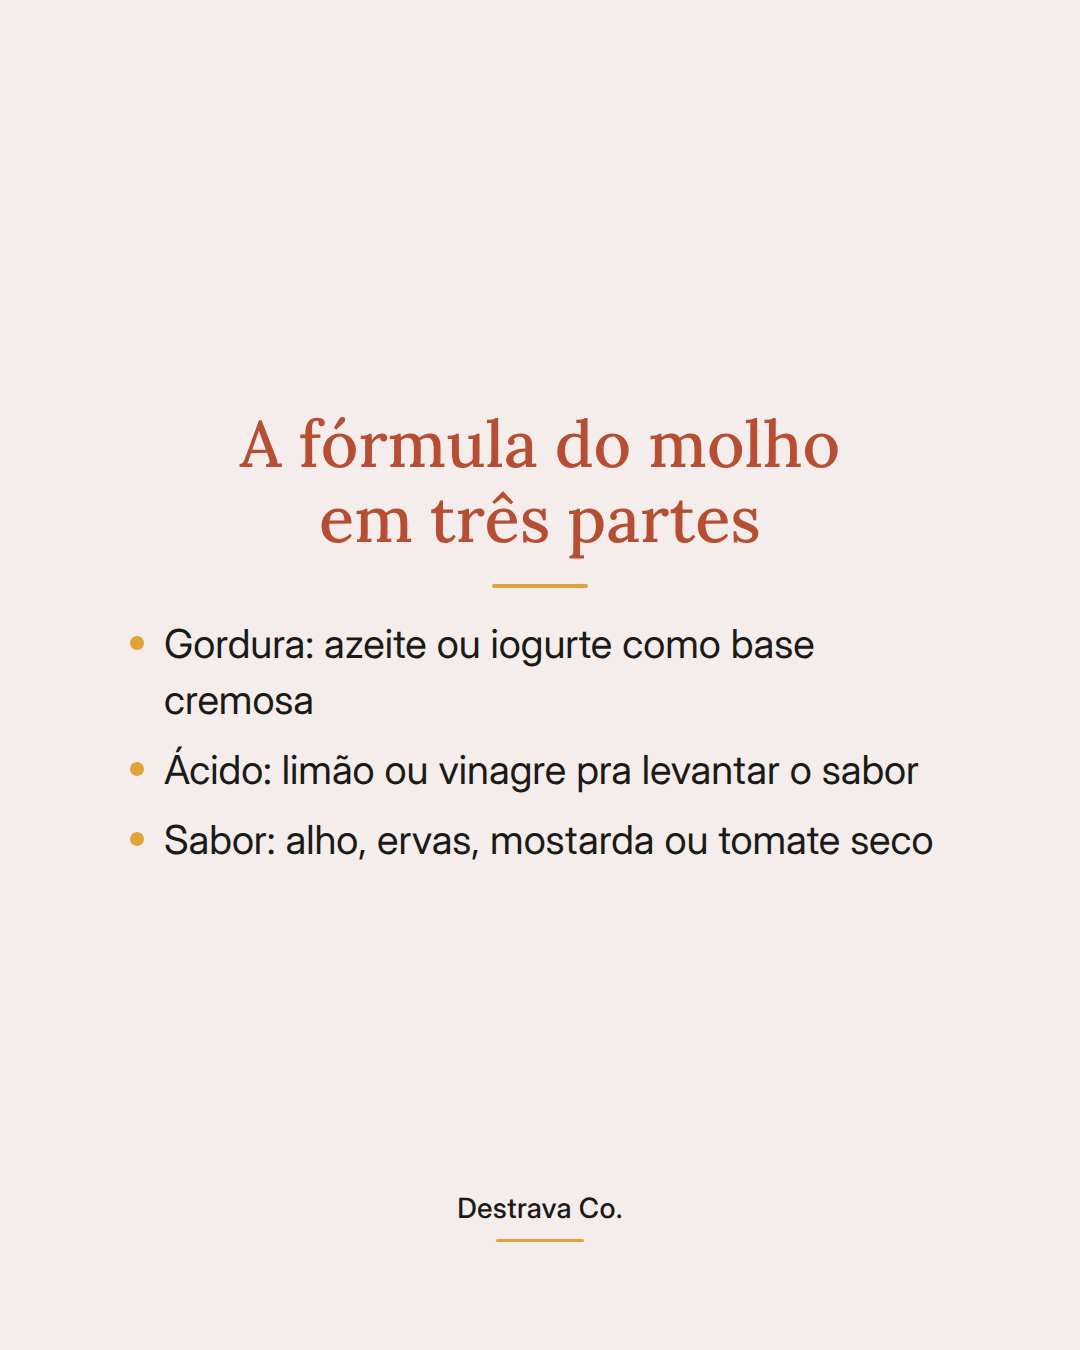 A fórmula do molho
em três partes
Gordura: azeite ou iogurte como base
cremosa
Ácido: limão ou vinagre pra levantar o sabor
Sabor: alho, ervas, mostarda ou tomate seco
Destrava Co.